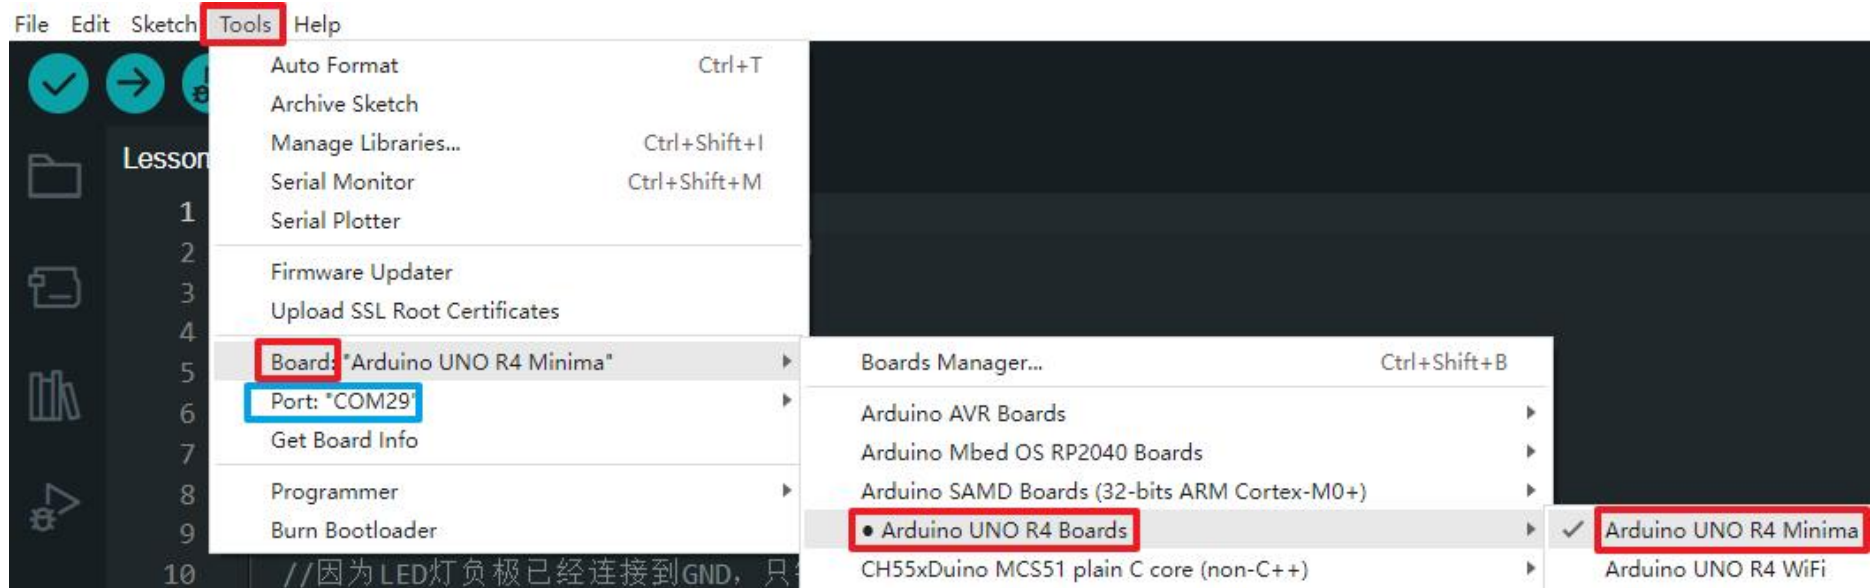 File Edit Sketch Tools Help
Auto Format Ctrl+T
Archive Sketch
Manage Libraries... Ctrl+Shift+I
Serial Monitor Ctrl+Shift+M
Serial Plotter
Firmware Updater
Upload SSL Root Certificates
Board: "Arduino UNO R4 Minima"
Port: "COM29"
Get Board Info
Programmer
Burn Bootloader
Boards Manager... Ctrl+Shift+B
Arduino AVR Boards
Arduino Mbed OS RP2040 Boards
Arduino SAMD Boards (32-bits ARM Cortex-M0+)
Arduino UNO R4 Boards
CH55xDuino MCS51 plain C core (non-C++)
Arduino UNO R4 Minima
Arduino UNO R4 WiFi
Lesson
1
2
3
4
5
6
7
8
9
10 //因为LED灯负极已经连接到GND，只